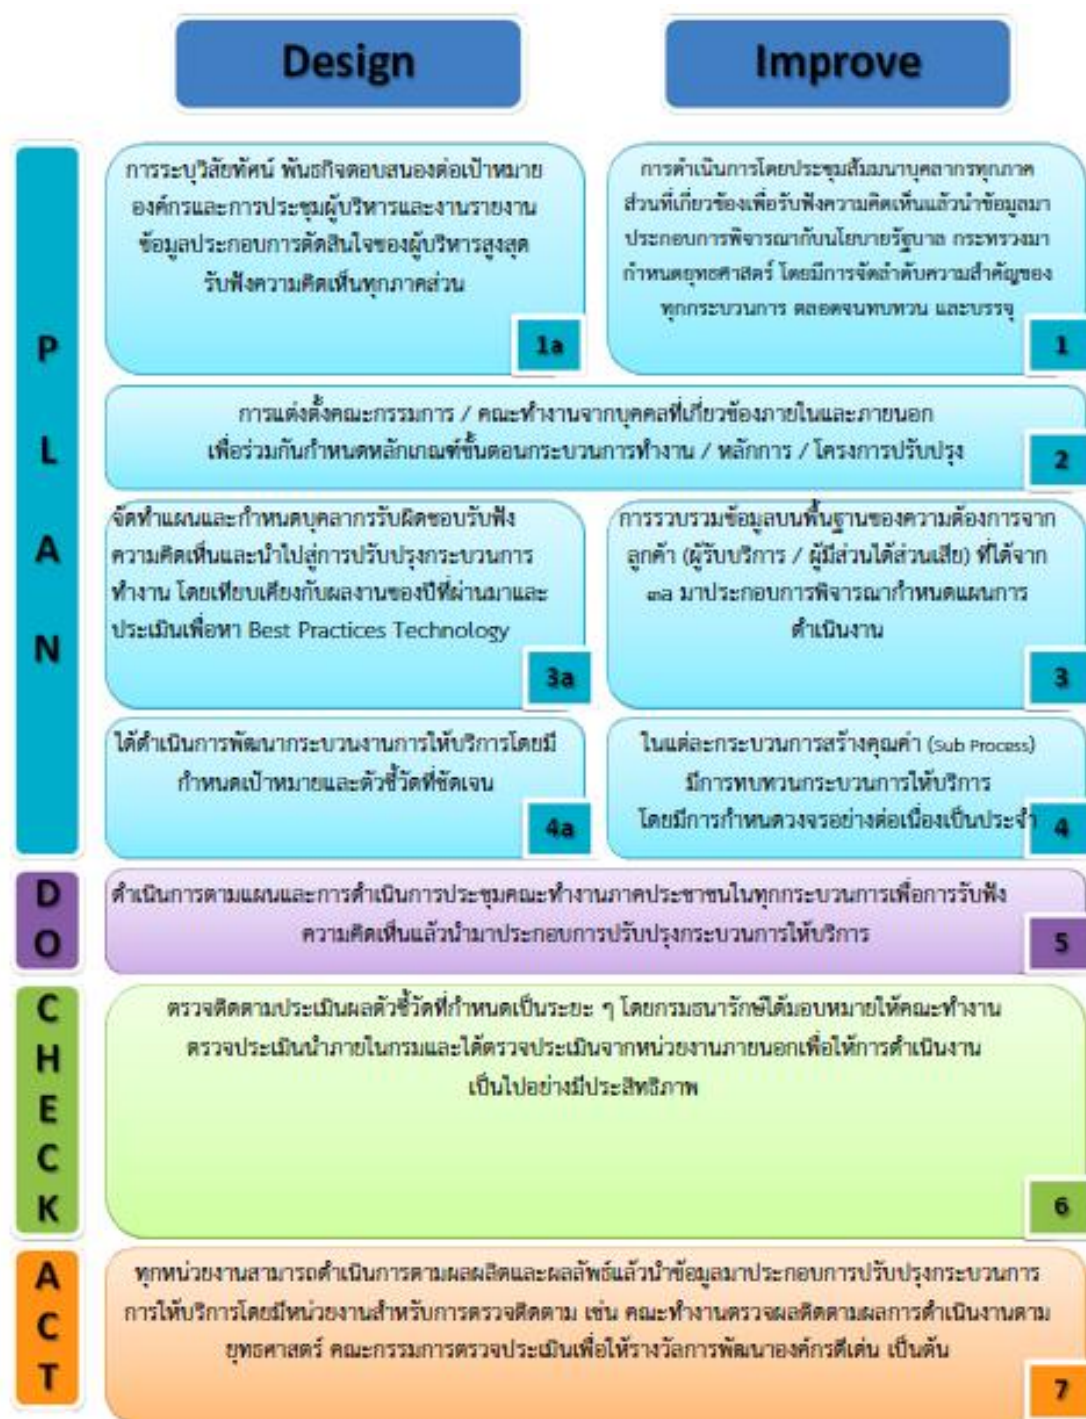 Design
Improve
PLAN
การระบุวิสัยทัศน์ พันธกิจตอบสนองต่อเป้าหมาย
องค์กรและการประชุมผู้บริหารและงานรายงาน
ข้อมูลประกอบการตัดสินใจของผู้บริหารสูงสุด
รับฟังความคิดเห็นทุกภาคส่วน
1a
การดำเนินการโดยประชุมสัมมนาบุคลากรทุกภาค
ส่วนที่เกี่ยวข้องเพื่อรับฟังความคิดเห็นแล้วนำข้อมูลมา
ประกอบการพิจารณากับนโยบายรัฐบาล กระทรวงมา
กำหนดยุทธศาสตร์ โดยมีการจัดลำดับความสำคัญของ
ทุกกระบวนการ ตลอดจนทบทวน และบรรจุ
1
การแต่งตั้งคณะกรรมการ / คณะทำงานจากบุคคลที่เกี่ยวข้องภายในและภายนอก
เพื่อร่วมกันกำหนดหลักเกณฑ์ขั้นตอนกระบวนการทำงาน / หลักการ / โครงการปรับปรุง
2
จัดทำแผนและกำหนดบุคลากรรับผิดชอบรับฟัง
ความคิดเห็นและนำไปสู่การปรับปรุงกระบวนการ
ทำงาน โดยเทียบเคียงกับผลงานของปีที่ผ่านมาและ
ประเมินเพื่อหา Best Practices Technology
3a
การรวบรวมข้อมูลบนพื้นฐานของความต้องการจาก
ลูกค้า (ผู้รับบริการ / ผู้มีส่วนได้ส่วนเสีย) ที่ได้จาก
๓a มาประกอบการพิจารณากำหนดแผนการ
ดำเนินงาน
3
ได้ดำเนินการพัฒนากระบวนงานการให้บริการโดยมี
กำหนดเป้าหมายและตัวชี้วัดที่ชัดเจน
4a
ในแต่ละกระบวนการสร้างคุณค่า (Sub Process)
มีการทบทวนกระบวนการให้บริการ
โดยมีการกำหนดวงจรอย่างต่อเนื่องเป็นประจำ
4
DO
ดำเนินการตามแผนและการดำเนินการประชุมคณะทำงานภาคประชาชนในทุกกระบวนการเพื่อการรับฟัง
ความคิดเห็นแล้วนำมาประกอบการปรับปรุงกระบวนการให้บริการ
5
CHECK
ตรวจติดตามประเมินผลตัวชี้วัดที่กำหนดเป็นระยะ ๆ โดยกรมธนารักษ์ได้มอบหมายให้คณะทำงาน
ตรวจประเมินนำภายในกรมและได้ตรวจประเมินจากหน่วยงานภายนอกเพื่อให้การดำเนินงาน
เป็นไปอย่างมีประสิทธิภาพ
6
ACT
ทุกหน่วยงานสามารถดำเนินการตามผลผลิตและผลลัพธ์แล้วนำข้อมูลมาประกอบการปรับปรุงกระบวนการ
การให้บริการโดยมีหน่วยงานสำหรับการตรวจติดตาม เช่น คณะทำงานตรวจผลติดตามผลการดำเนินงานตาม
ยุทธศาสตร์ คณะกรรมการตรวจประเมินเพื่อให้รางวัลการพัฒนาองค์กรดีเด่น เป็นต้น
7